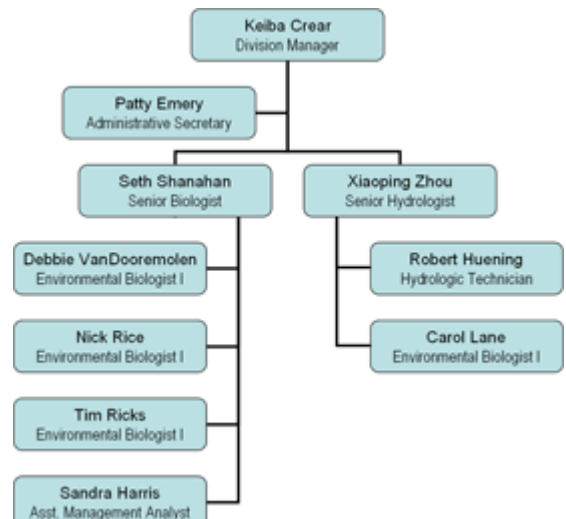 Keiba Crear
Division Manager
Patty Emery
Administrative Secretary
Seth Shanahan
Senior Biologist
Xiaoping Zhou
Senior Hydrologist
Debbie VanDooremolen
Environmental Biologist I
Robert Huening
Hydrologic Technician
Nick Rice
Environmental Biologist I
Carol Lane
Environmental Biologist I
Tim Ricks
Environmental Biologist I
Sandra Harris
Asst. Management Analyst